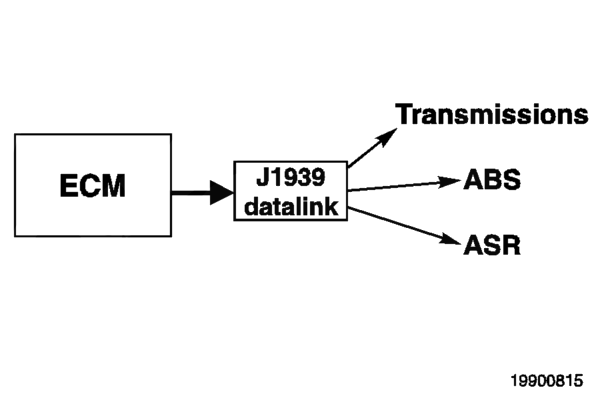 ECM
J1939
datalink
Transmissions
ABS
ASR
19900815